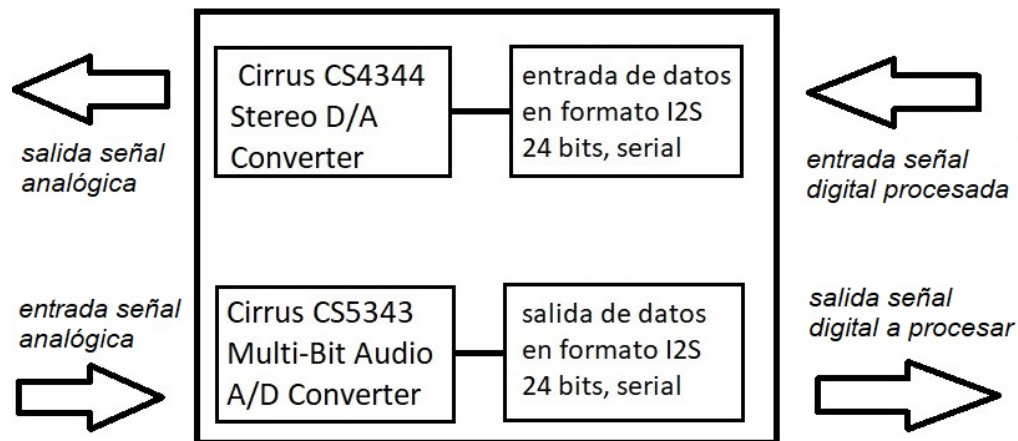 Cirrus CS4344
Stereo D/A
Converter
entrada de datos
en formato I2S
24 bits, serial
salida señal
analógica
entrada señal
digital procesada
entrada señal
analógica
Cirrus CS5343
Multi-Bit Audio
A/D Converter
salida de datos
en formato I2S
24 bits, serial
salida señal
digital a procesar